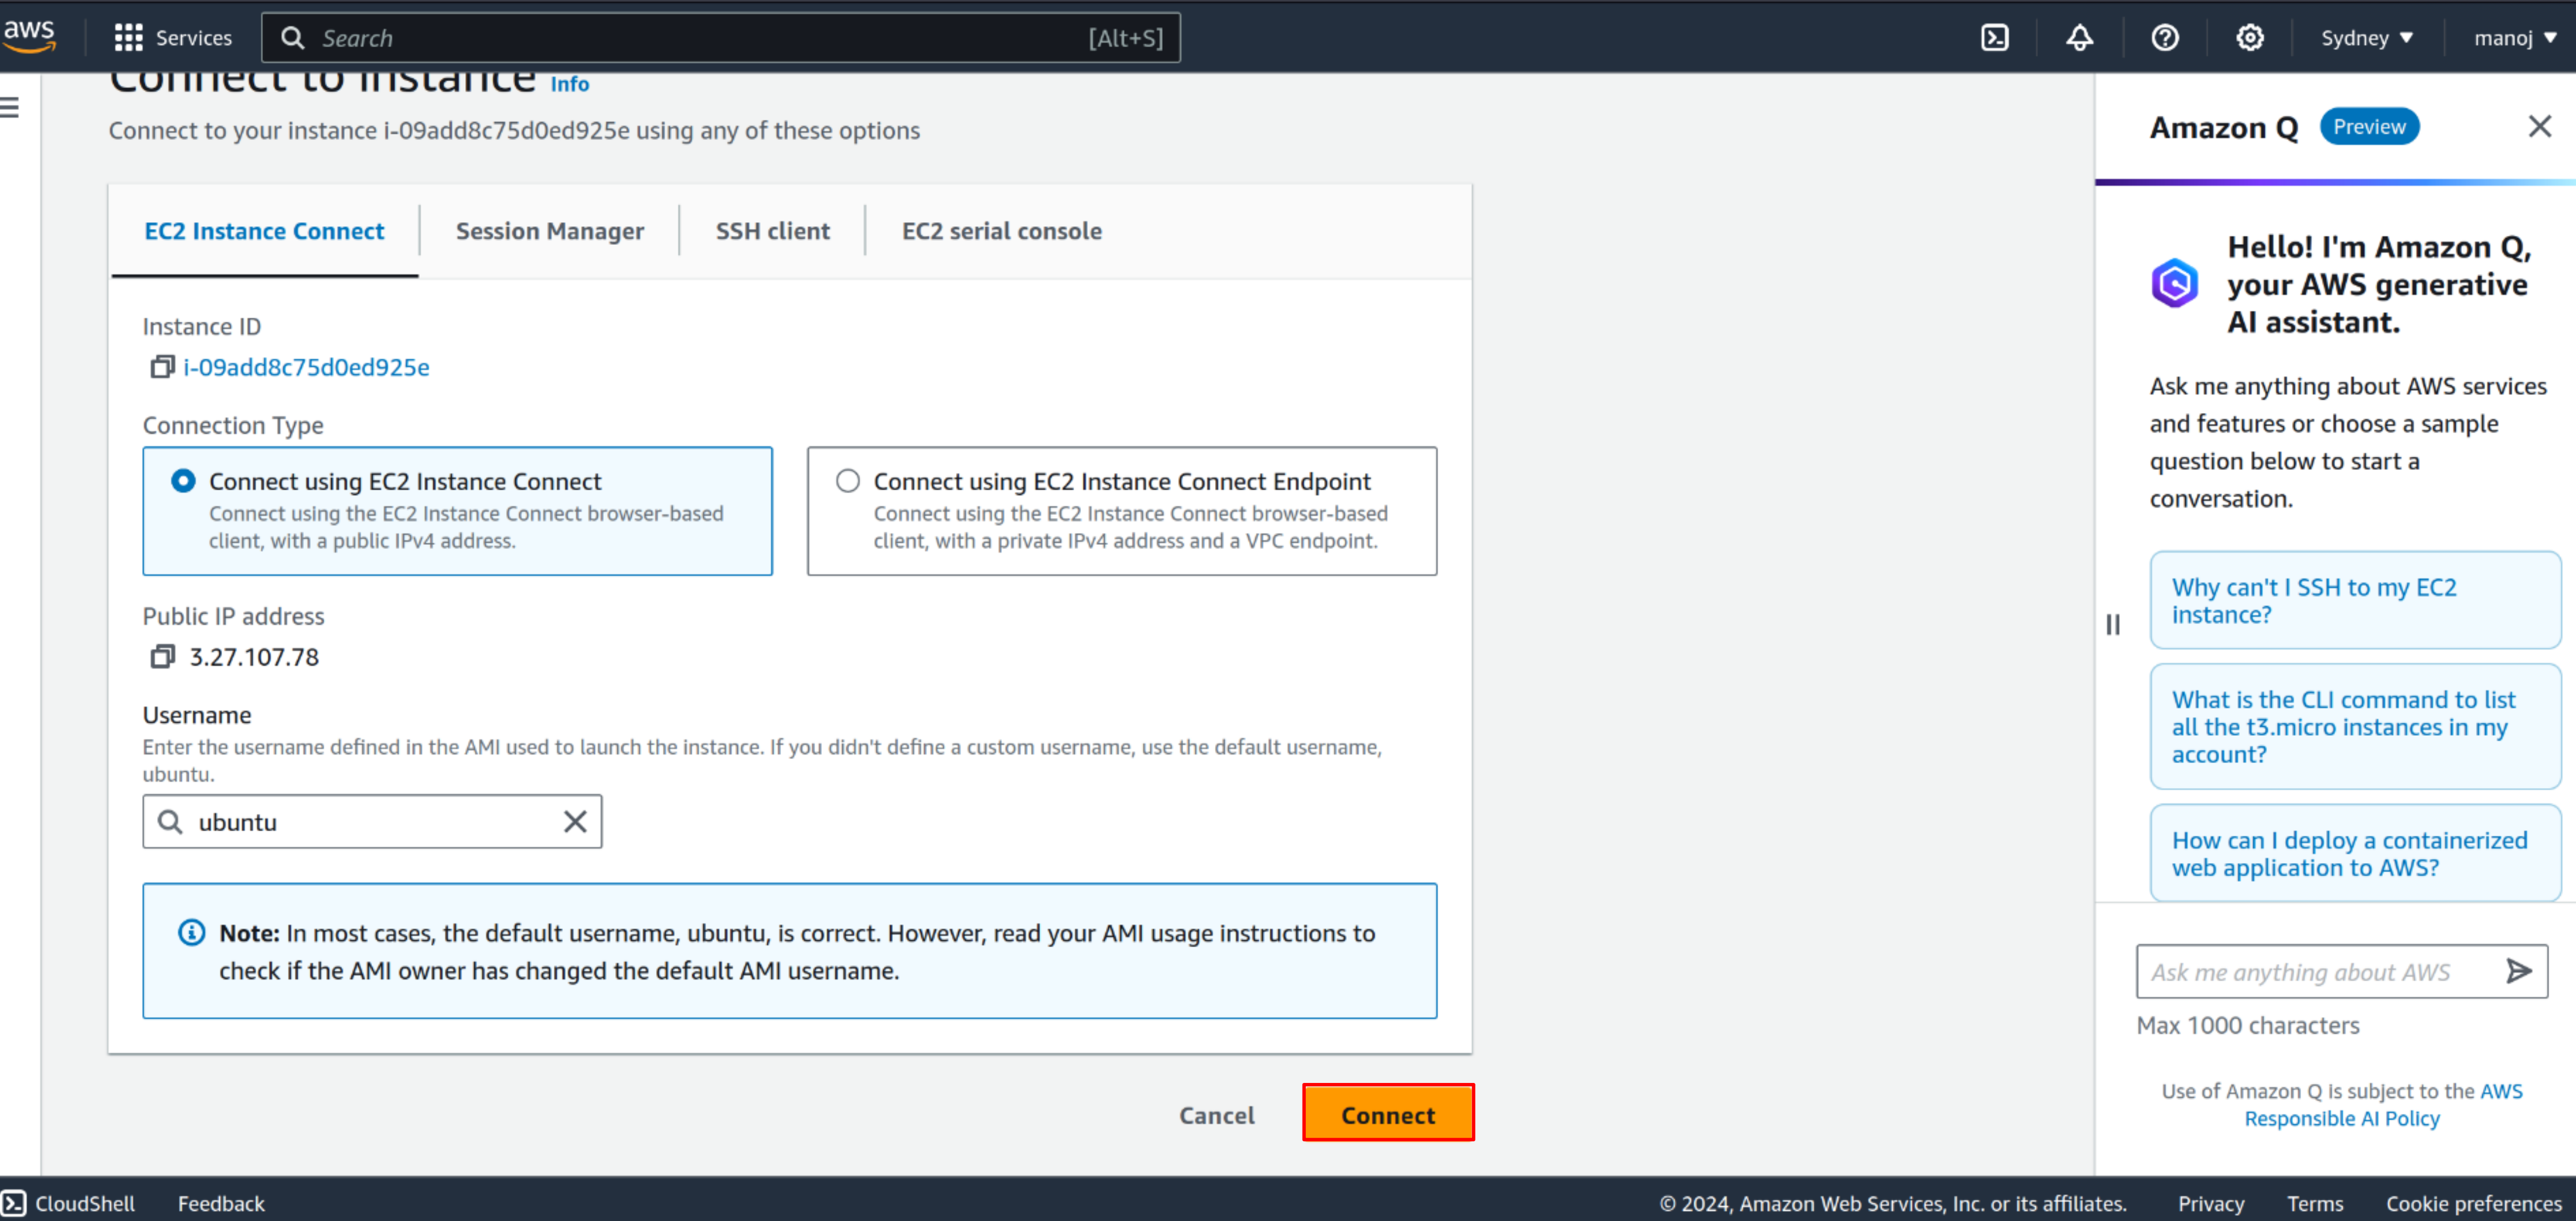 aws
Services
Search
[Alt+S]
Sydney
manoj
Connect to instance Info
Connect to your instance i-09add8c75d0ed925e using any of these options
EC2 Instance Connect
Session Manager
SSH client
EC2 serial console
Instance ID
i-09add8c75d0ed925e
Connection Type
Connect using EC2 Instance Connect
Connect using the EC2 Instance Connect browser-based
client, with a public IPv4 address.
Connect using EC2 Instance Connect Endpoint
Connect using the EC2 Instance Connect browser-based
client, with a private IPv4 address and a VPC endpoint.
Public IP address
3.27.107.78
Username
Enter the username defined in the AMI used to launch the instance. If you didn't define a custom username, use the default username,
ubuntu.
ubuntu
Note: In most cases, the default username, ubuntu, is correct. However, read your AMI usage instructions to
check if the AMI owner has changed the default AMI username.
Cancel
Connect
Amazon Q
Preview
Hello! I'm Amazon Q,
your AWS generative
AI assistant.
Ask me anything about AWS services
and features or choose a sample
question below to start a
conversation.
Why can't I SSH to my EC2
instance?
What is the CLI command to list
all the t3.micro instances in my
account?
How can I deploy a containerized
web application to AWS?
Ask me anything about AWS
Max 1000 characters
Use of Amazon Q is subject to the AWS
Responsible AI Policy
CloudShell
Feedback
© 2024, Amazon Web Services, Inc. or its affiliates.
Privacy
Terms
Cookie preferences